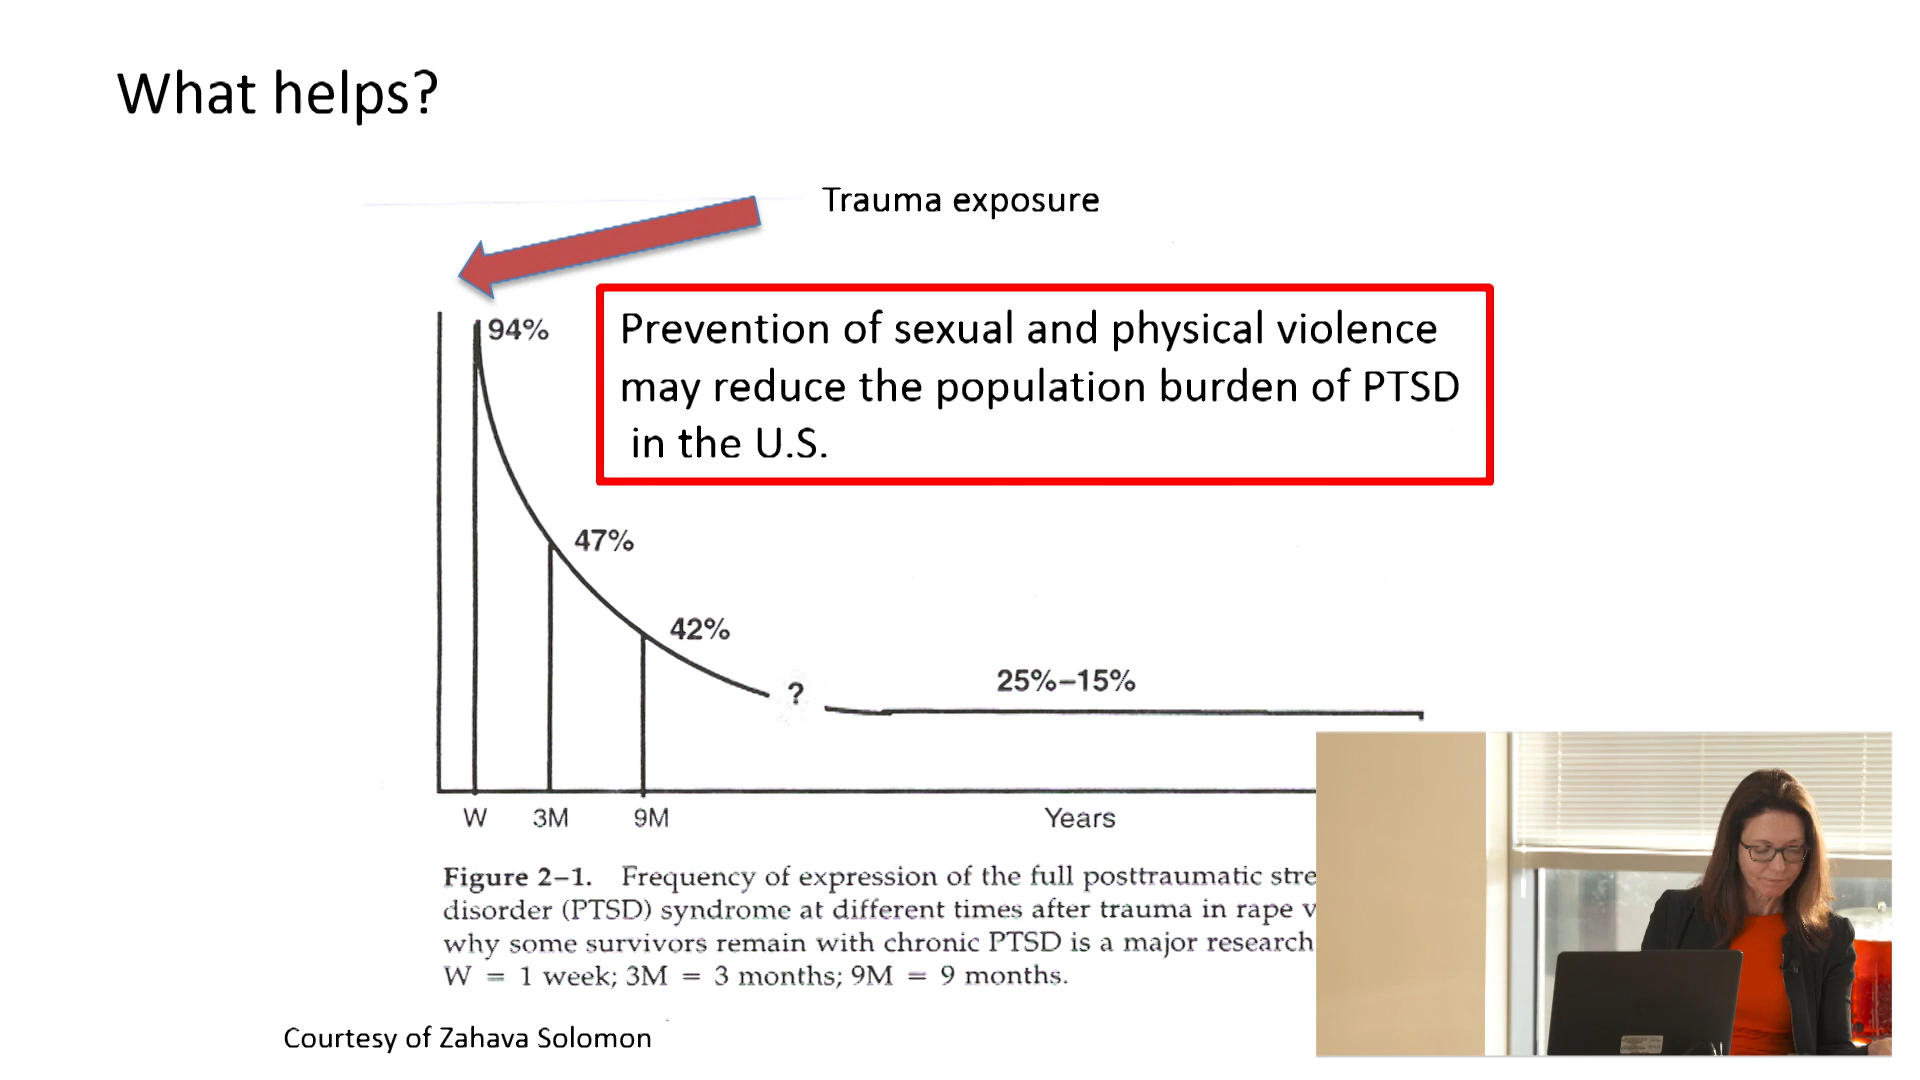 What helps?
Trauma exposure
94%
Prevention of sexual and physical violence
may reduce the population burden of PTSD
in the U.S.
47%
42%
?
25%–15%
W
3M
9M
Years
Figure 2–1. Frequency of expression of the full posttraumatic stre
disorder (PTSD) syndrome at different times after trauma in rape v
why some survivors remain with chronic PTSD is a major research
W = 1 week; 3M = 3 months; 9M = 9 months.
Courtesy of Zahava Solomon